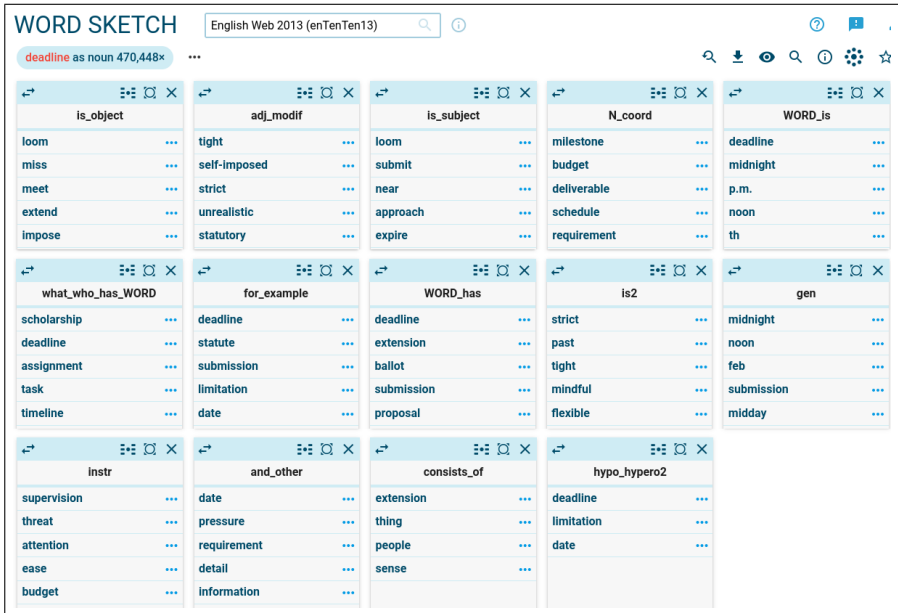 WORD SKETCH
English Web 2013 (enTenTen13)
deadline as noun 470,448×
is_object
loom
miss
meet
extend
impose
adj_modif
tight
self-imposed
strict
unrealistic
statutory
is_subject
loom
submit
near
approach
expire
N_coord
milestone
budget
deliverable
schedule
requirement
WORD_is
deadline
midnight
p.m.
noon
th
what_who_has_WORD
scholarship
deadline
assignment
task
timeline
for_example
deadline
statute
submission
limitation
date
WORD_has
deadline
extension
ballot
submission
proposal
is2
strict
past
tight
mindful
flexible
gen
midnight
noon
feb
submission
midday
instr
supervision
threat
attention
ease
budget
and_other
date
pressure
requirement
detail
information
consists_of
extension
thing
people
sense
hypo_hypero2
deadline
limitation
date